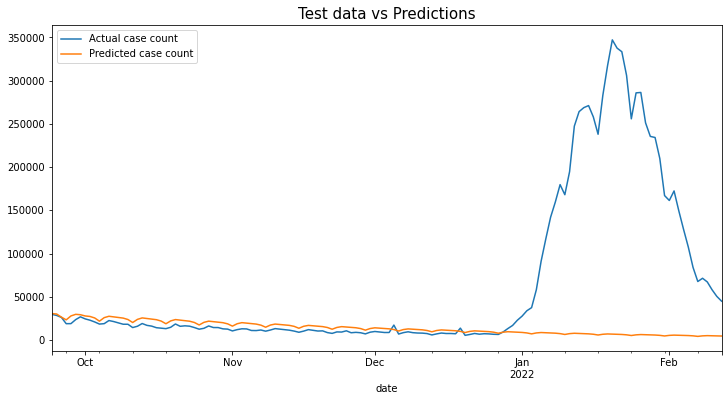 Test data vs Predictions
Actual case count
Predicted case count
350000
300000
250000
200000
150000
100000
50000
0
Oct
Nov
Dec
Jan
2022
Feb
date